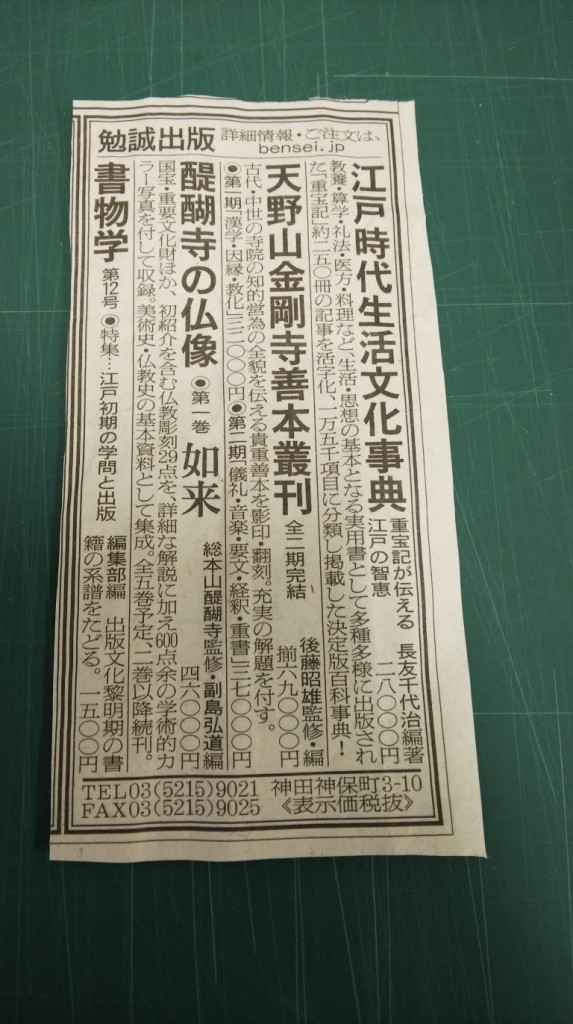 勉誠出版
詳細情報・ご注文は、
bensei.jp
江戸時代生活文化事典
重宝記が伝える
江戸の智恵
長友千代治編著
二八〇〇〇円
教養・算学・礼法・医方・料理など、生活・思想の基本となる実用書として多種多様に出版され
た「重宝記」約二五〇冊の記事を活字化、一万五千項目に分類し掲載した決定版百科事典！
天野山金剛寺善本叢刊
全二期完結
後藤昭雄監修・編
揃六九〇〇〇円
古代・中世の寺院の知的営為の全貌を伝える貴重善本を影印・翻刻。充実の解題を付す。
●第一期「漢学・因縁・教化」三二〇〇〇円●第二期「儀礼・音楽・要文・経釈・重書」三七〇〇〇円
醍醐寺の仏像
●第一巻
如来
総本山醍醐寺監修・副島弘道編
四六〇〇〇円
国宝・重要文化財ほか、初紹介を含む仏教彫刻29点を、詳細な解説に加え600点余の学術的カ
ラー写真を付して収録。美術史・仏教史の基本資料として集成。全五巻予定、二巻以降続刊。
書物学
第12号
●特集…江戸初期の学問と出版
編集部編 出版文化黎明期の書
籍の系譜をたどる。 一五〇〇円
TEL03(5215)9021
FAX03(5215)9025
神田神保町3-10
《表示価税抜》